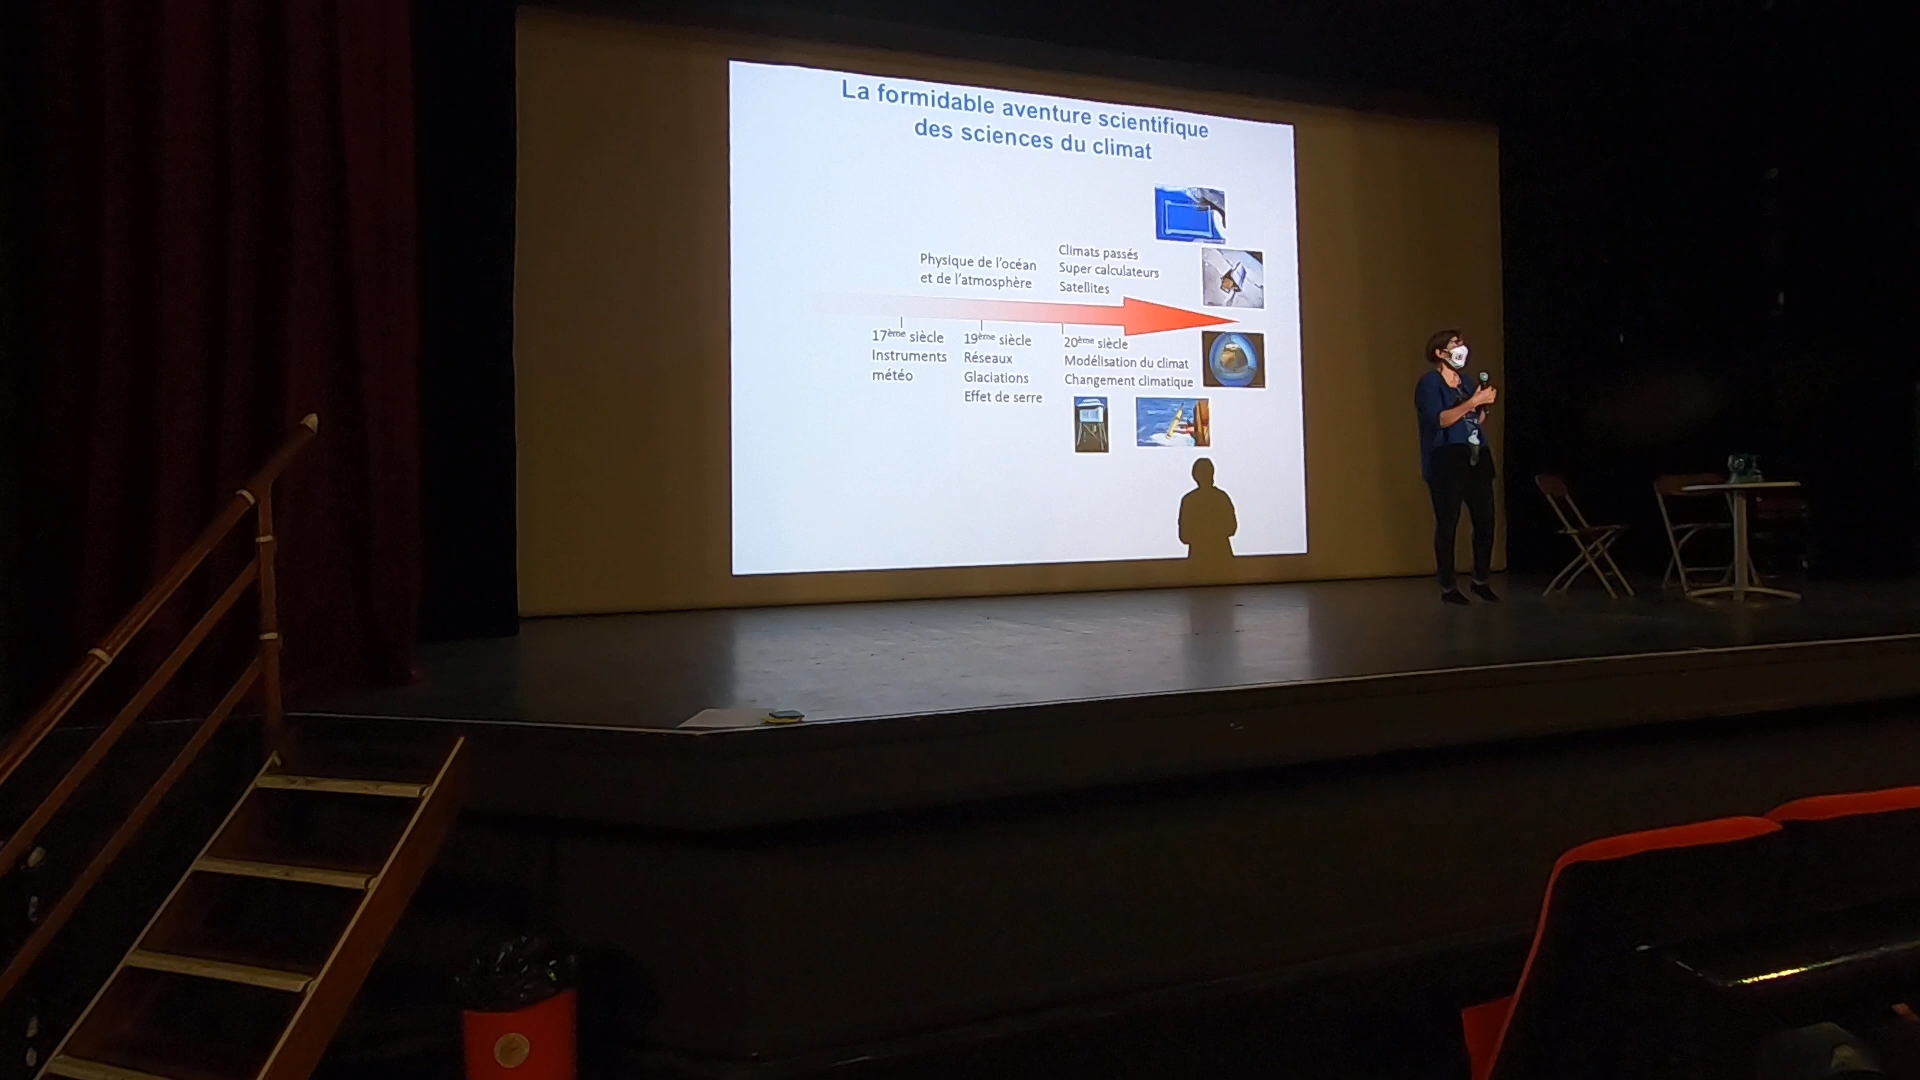 La formidable aventure scientifique
des sciences du climat
Physique de l'océan
et de l'atmosphère
Climats passés
Super calculateurs
Satellites
17ème siècle
Instruments
météo
19ème siècle
Réseaux
Glaciations
Effet de serre
20ème siècle
Modélisation du climat
Changement climatique